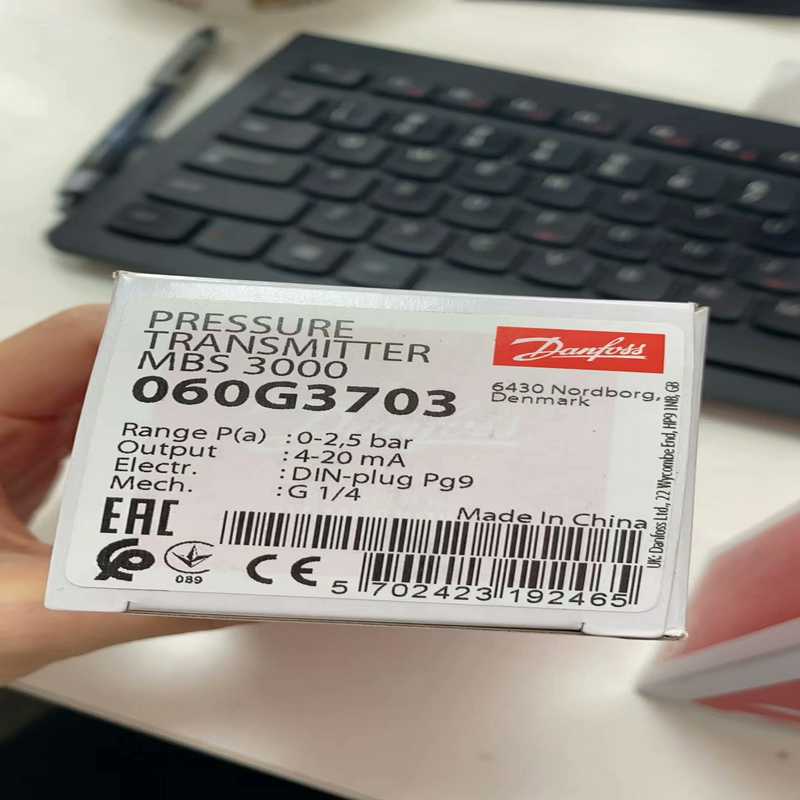 PRESSURE
TRANSMITTER
MBS 3000
060G3703
Danfoss
6430 Nordborg,
Denmark
Range P(a) : 0-2,5 bar
Output : 4-20 mA
Electr. : DIN-plug Pg9
Mech. : G 1/4
Made In China
EAC
089
CE
5 702423 192465
UK: Danfoss Ltd., 22 Wycombe End, HP9 1NB, GB